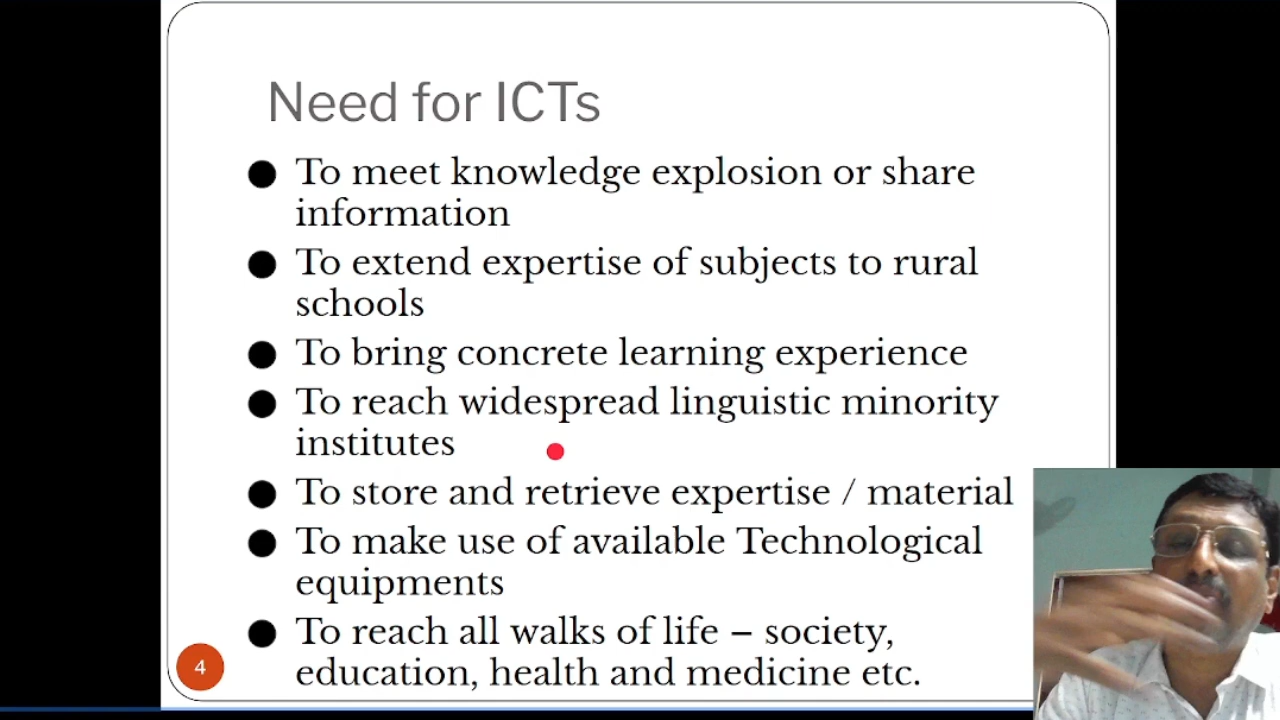 Need for ICTs
● To meet knowledge explosion or share
information
● To extend expertise of subjects to rural
schools
● To bring concrete learning experience
● To reach widespread linguistic minority
institutes
● To store and retrieve expertise / material
● To make use of available Technological
equipments
● To reach all walks of life – society,
education, health and medicine etc.
4